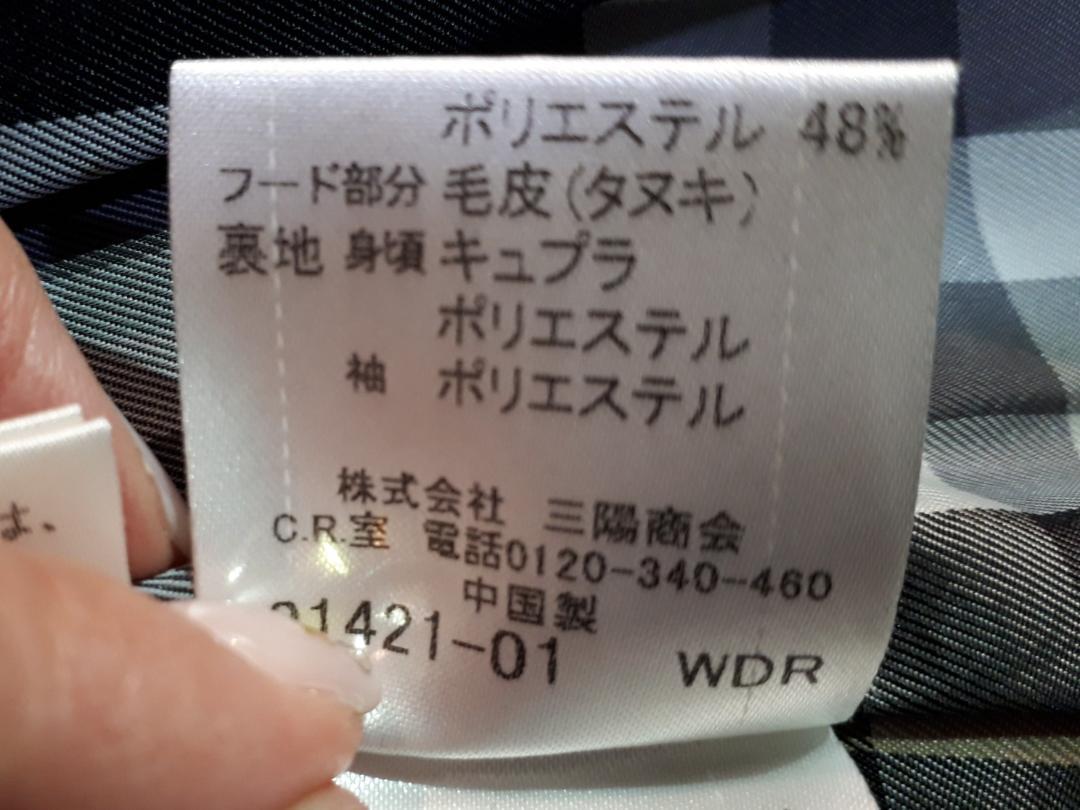 ポリエステル 48%
フード部分 毛皮(タヌキ)
裏地 身頃 キュプラ
ポリエステル
袖 ポリエステル
株式会社 三陽商会
C.R.室 電話0120-340-460
中国製
1421-01 WDR
は、